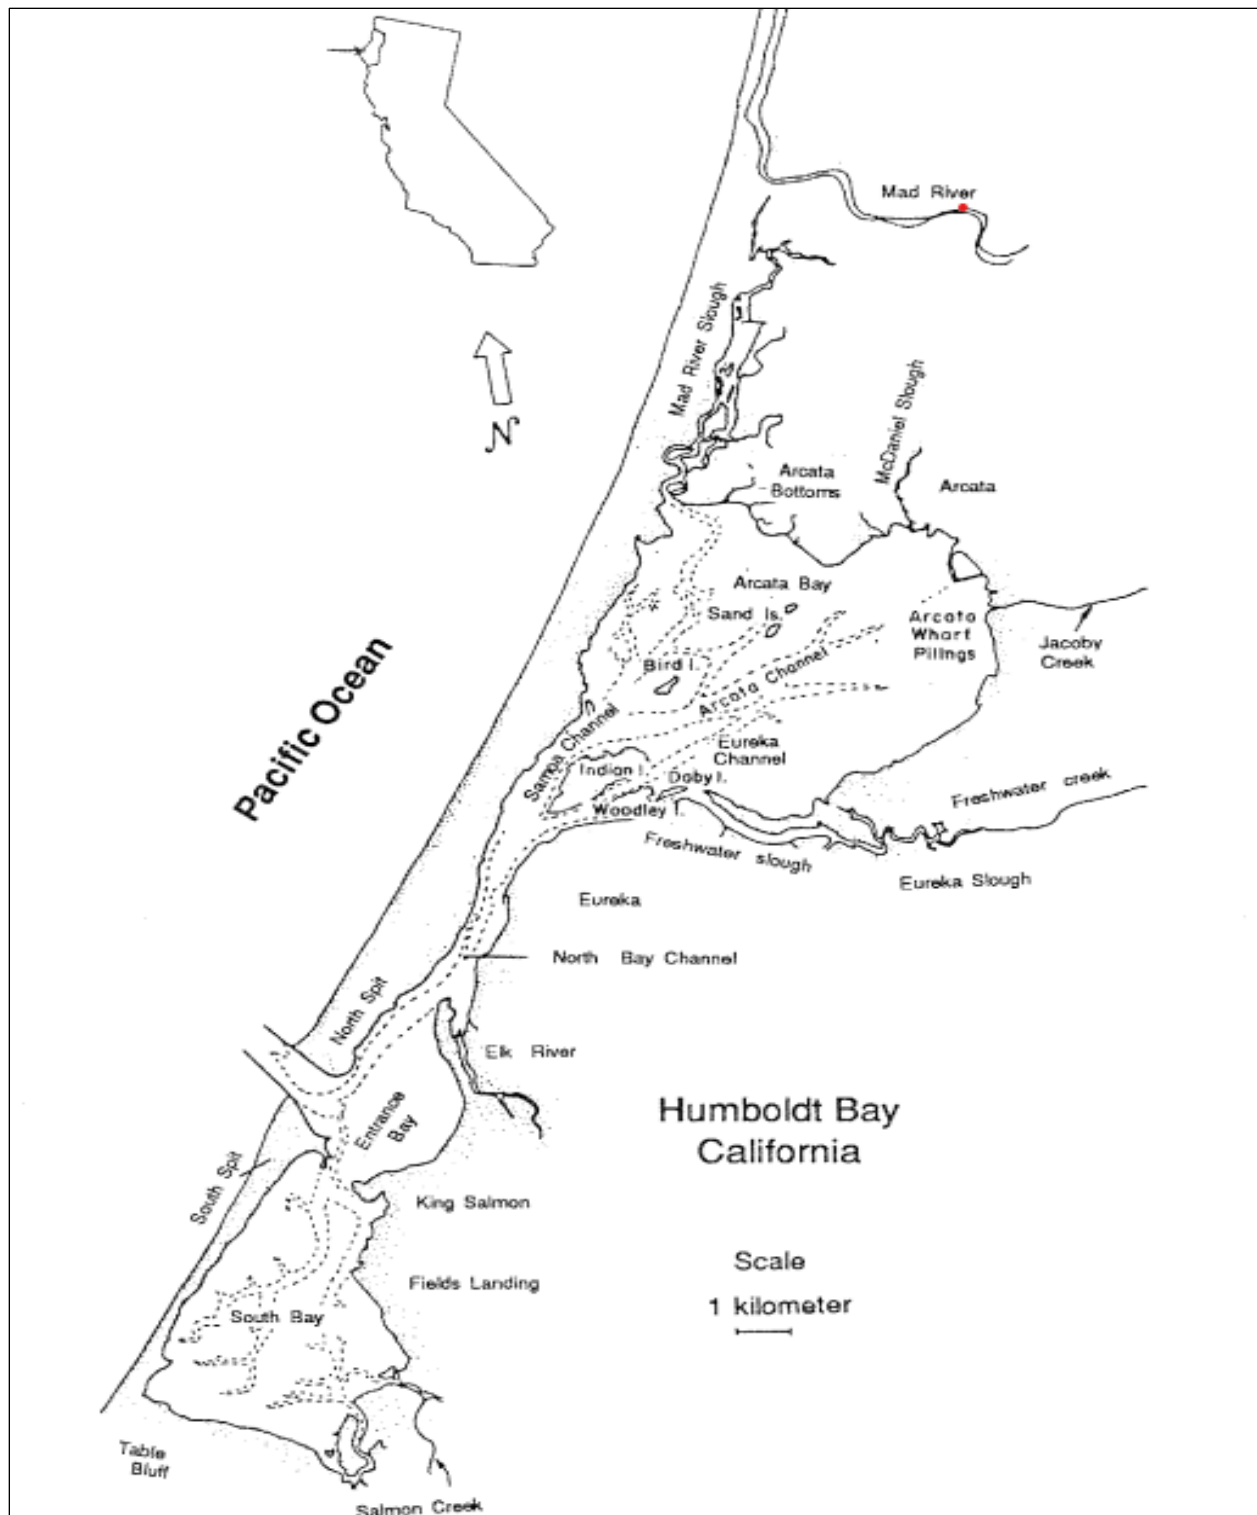 Mad River
N
Mad River Slough
McDaniel Slough
Arcata
Bottoms
Arcata
Arcata Bay
Sand Is.
Arcata
Wharf
Pilings
Jacoby
Creek
Bird I.
Arcata Channel
Pacific Ocean
Samoa Channel
Eureka
Channel
Indian I.
Daby I.
Woodley I.
Freshwater creek
Freshwater slough
Eureka Slough
Eureka
North Bay Channel
North Spit
Elk River
Entrance
Bay
Humboldt Bay
California
South Spit
King Salmon
Scale
1 kilometer
Fields Landing
South Bay
Table
Bluff
Salmon Creek